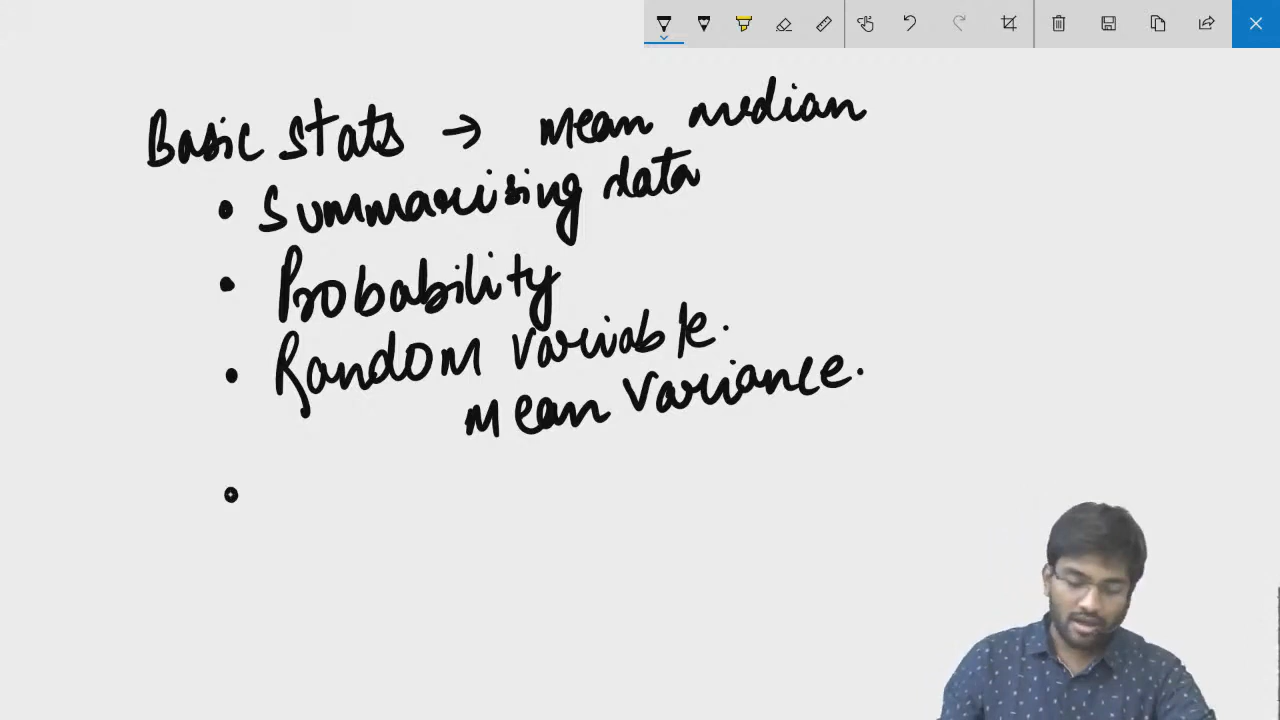 Basic stats → mean median
• Summarising data
• Probability
• Random variable.
mean variance.
•